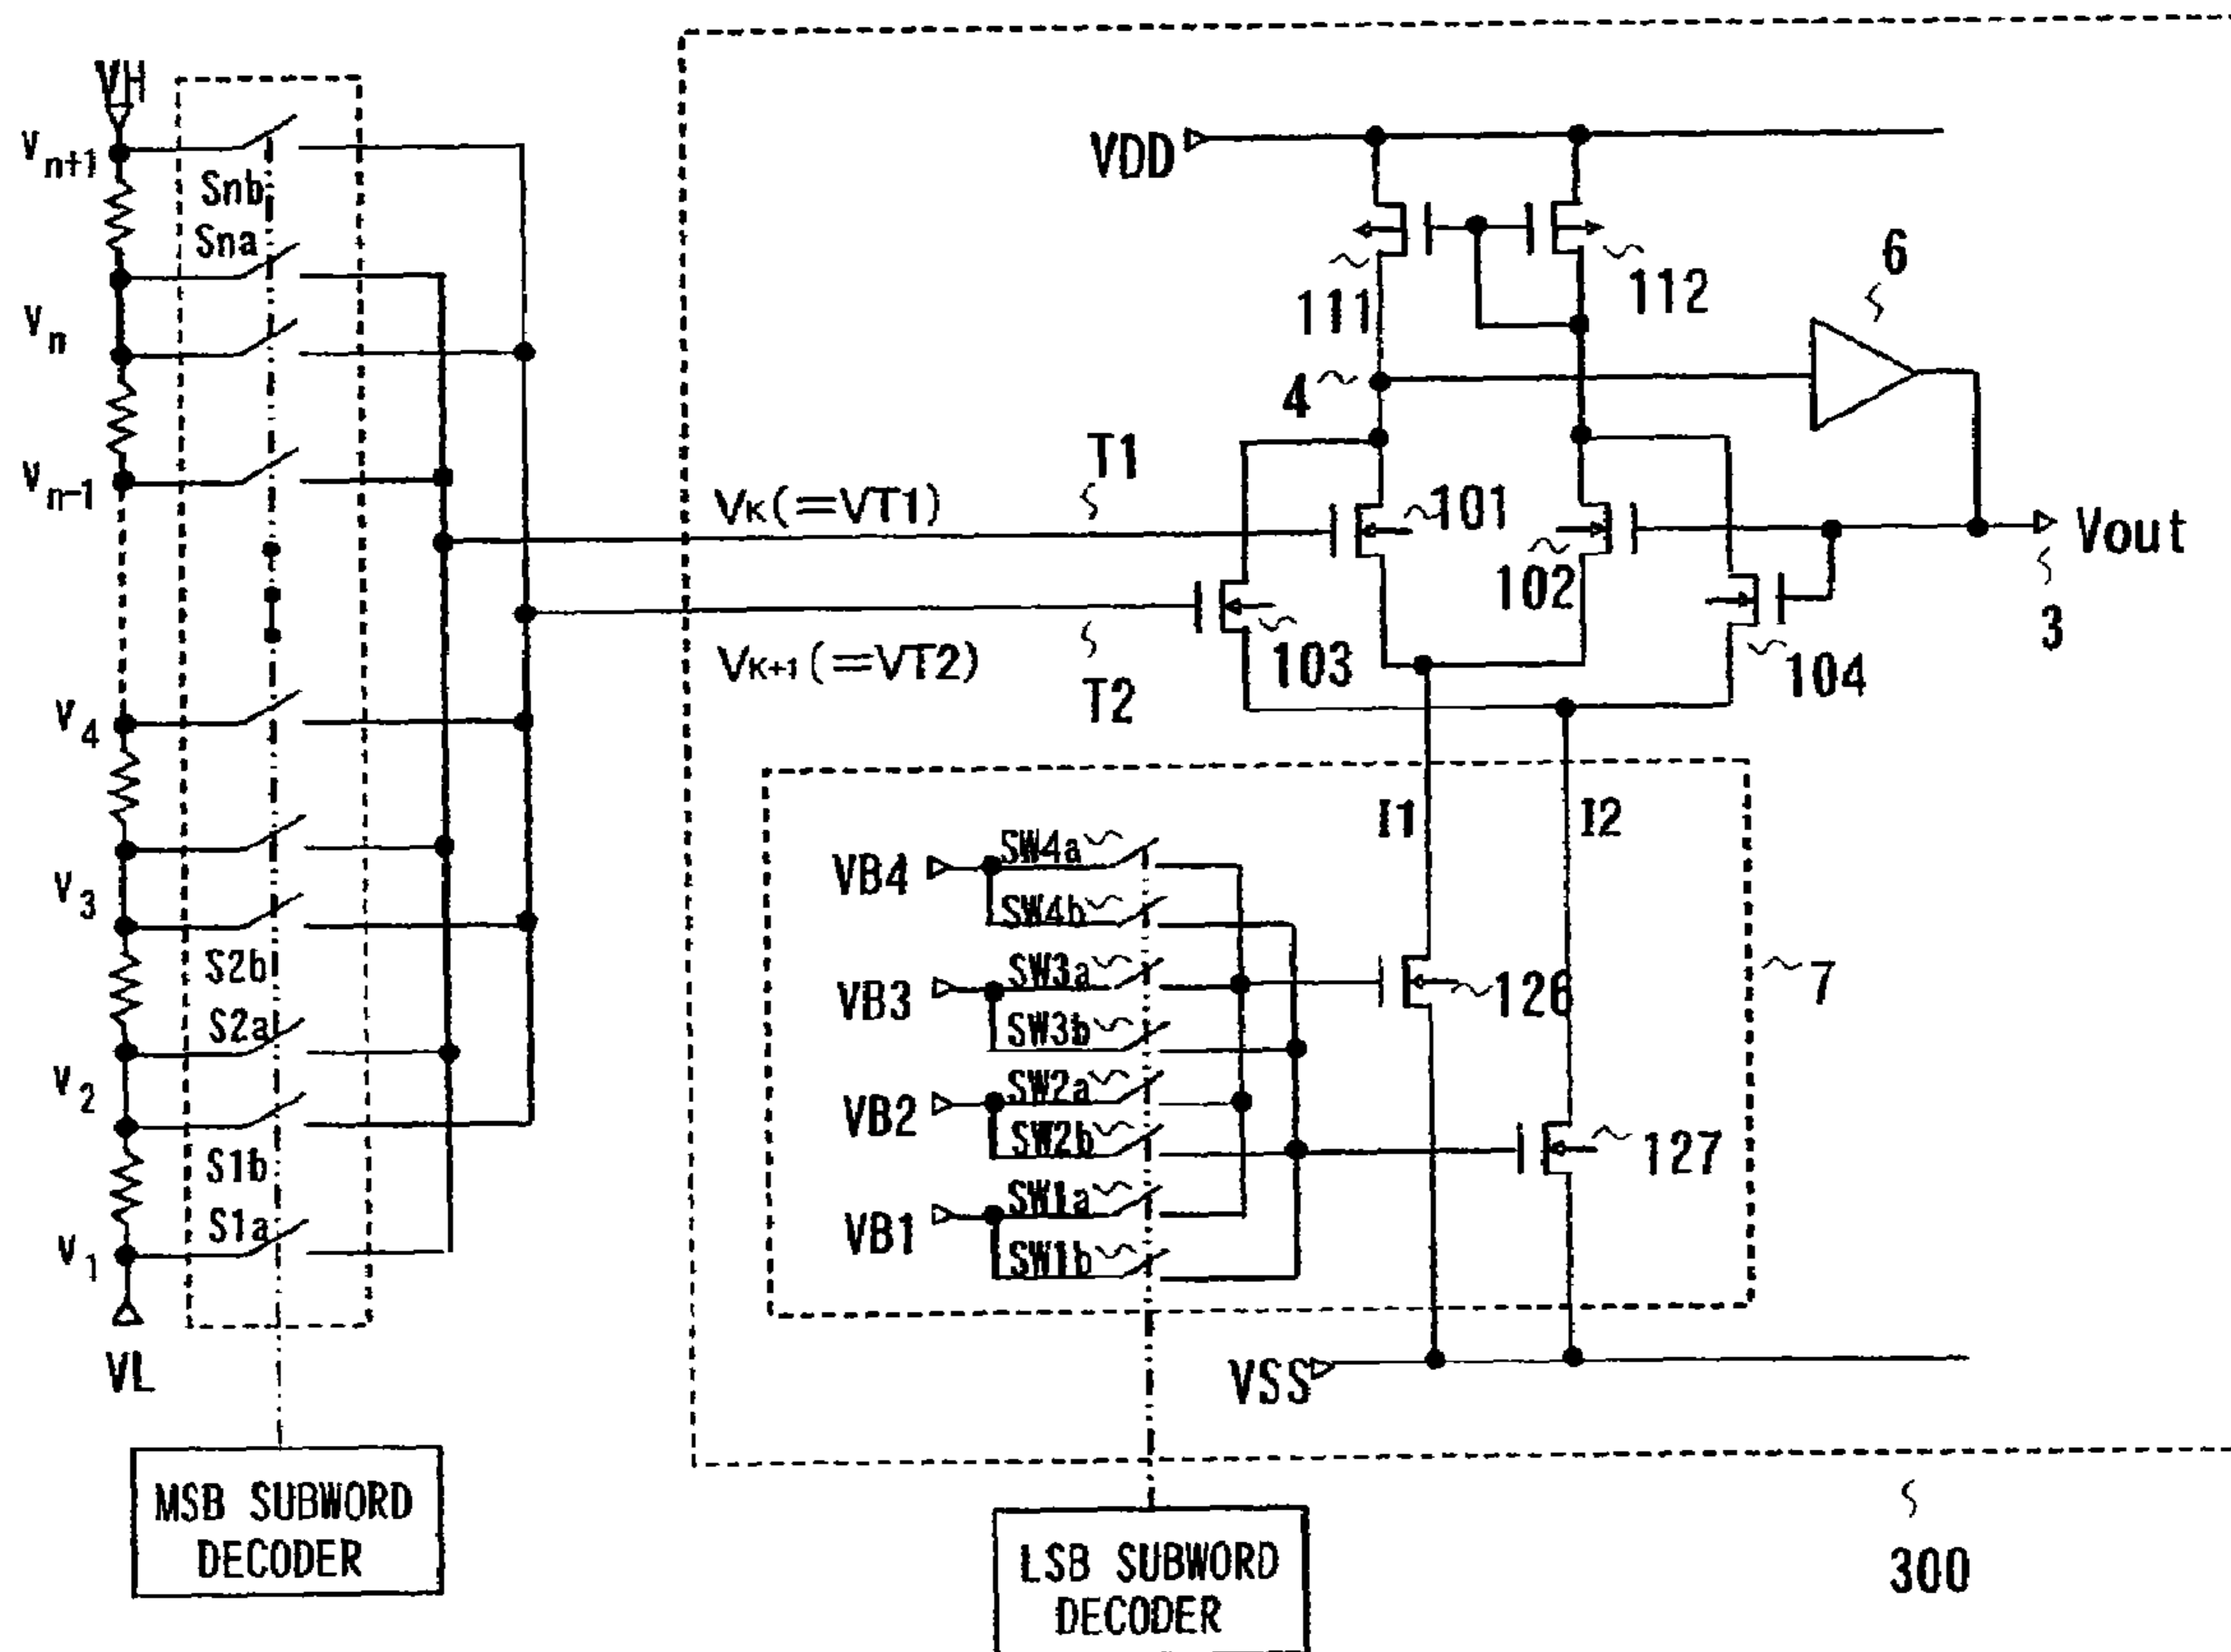 VH
Vn+1
Snb
Sna
Vn
Vn-1
V4
V3
S2b
S2a
V2
S1b
S1a
V1
VL
MSB SUBWORD
DECODER
VDD
111
112
6
4
T1
VK(=VT1)
101
102
Vout
3
103
104
VK+1(=VT2)
T2
I1
I2
VB4
SW4a
SW4b
VB3
SW3a
SW3b
126
7
VB2
SW2a
SW2b
127
VB1
SW1a
SW1b
VSS
LSB SUBWORD
DECODER
300